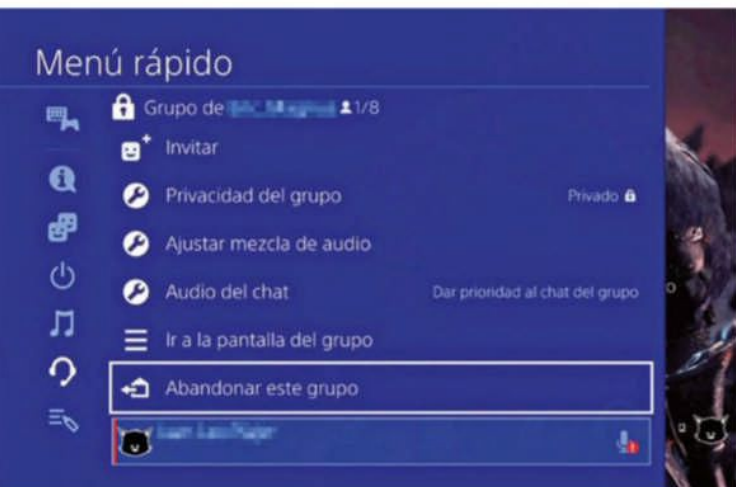 Menú rápido
Grupo de 1/8
Invitar
Privacidad del grupo Privado
Ajustar mezcla de audio
Audio del chat Dar prioridad al chat del grupo
Ir a la pantalla del grupo
Abandonar este grupo